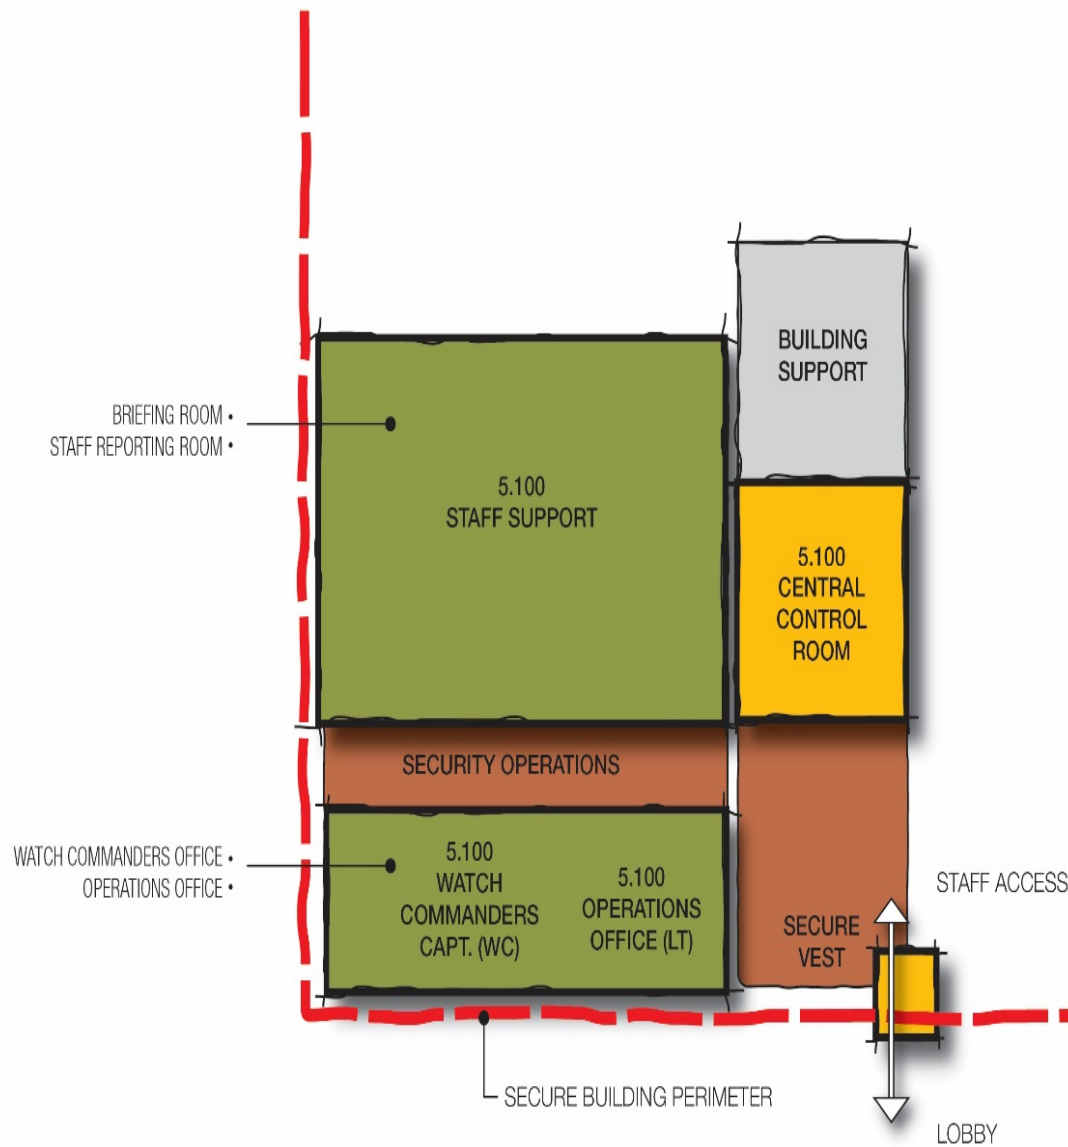 BUILDING
SUPPORT
BRIEFING ROOM •
STAFF REPORTING ROOM •
5.100
STAFF SUPPORT
5.100
CENTRAL
CONTROL
ROOM
SECURITY OPERATIONS
WATCH COMMANDERS OFFICE •
OPERATIONS OFFICE •
5.100
WATCH
COMMANDERS
CAPT. (WC)
5.100
OPERATIONS
OFFICE (LT)
STAFF ACCESS
SECURE
VEST
SECURE BUILDING PERIMETER
LOBBY